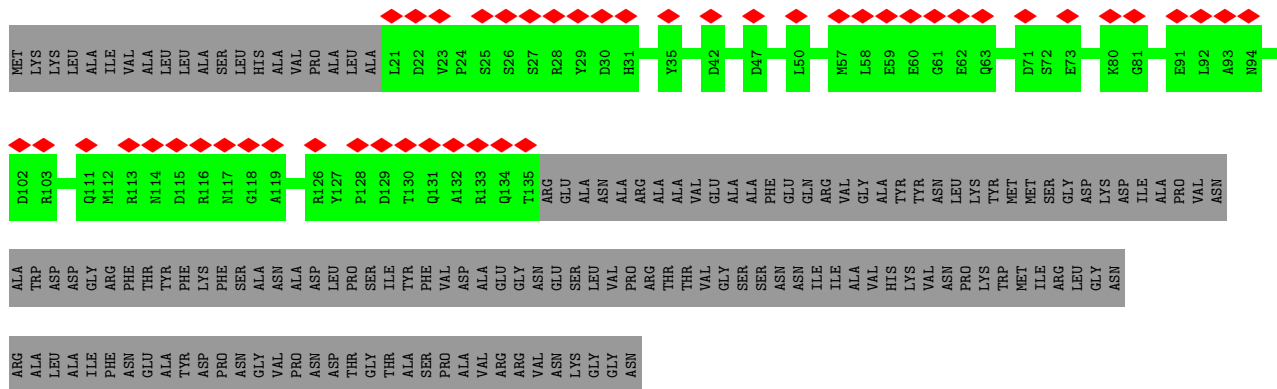 MET LYS LYS LEU ALA ILE VAL ALA LEU LEU ALA SER LEU HIS ALA VAL PRO ALA LEU ALA L21 D22 V23 P24 S25 S26 S27 R28 Y29 D30 H31 Y35 D42 D47 L50 M57 L58 E59 E60 G61 E62 Q63 D71 S72 E73 K80 G81 E91 L92 A93 N94
D102 R103 Q111 M112 R113 N114 D115 R116 N117 G118 A119 R126 Y127 P128 D129 T130 Q131 A132 R133 Q134 T135 ARG GLU ALA ASN ALA ARG ALA ALA VAL GLU ALA ALA PHE GLU GLN ARG VAL GLY ALA TYR TYR ASN LEU LYS TYR MET MET SER GLY ASP LYS ASP ILE ALA PRO VAL ASN
ALA TRP ASP ASP GLY ARG PHE THR TYR PHE LYS PHE SER ALA ASN ALA ASP LEU PRO SER ILE TYR PHE VAL ASP ALA GLU GLY ASN GLU SER LEU VAL PRO ARG THR THR VAL GLY SER SER ASN ASN ILE ILE ALA VAL HIS LYS VAL ASN PRO LYS TRP MET ILE ARG LEU GLY ASN
ARG ALA LEU ALA ILE PHE ASN GLU ALA TYR ASP PRO ASN GLY VAL PRO ASN ASP THR GLY THR ALA SER PRO ALA VAL ARG ARG VAL ASN LYS GLY GLY ASN